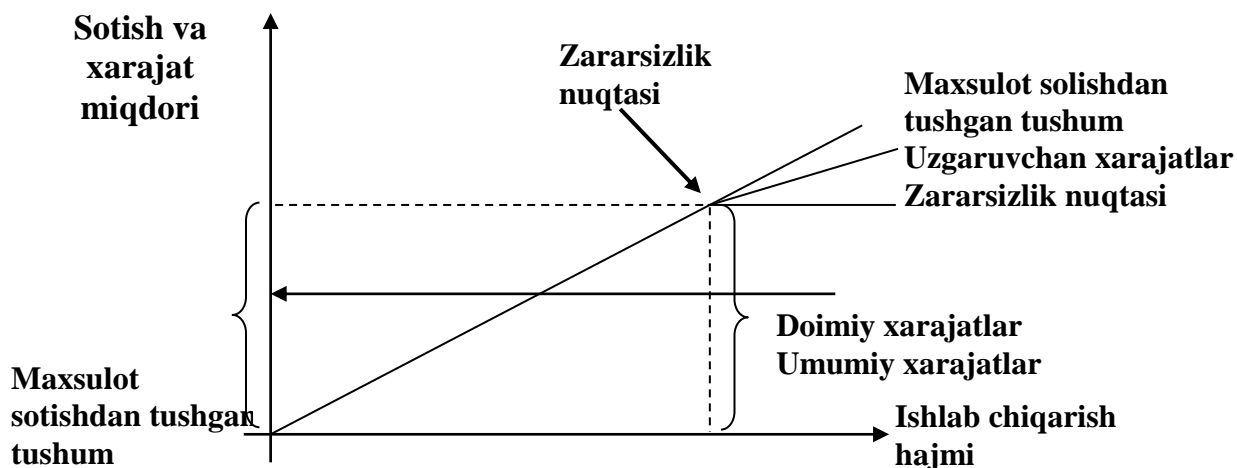 Sotish va
xarajat
miqdori
Zararsizlik
nuqtasi
Maxsulot solishdan
tushgan tushum
Uzgaruvchan xarajatlar
Zararsizlik nuqtasi
Doimiy xarajatlar
Umumiy xarajatlar
Maxsulot
sotishdan tushgan
tushum
Ishlab chiqarish
hajmi